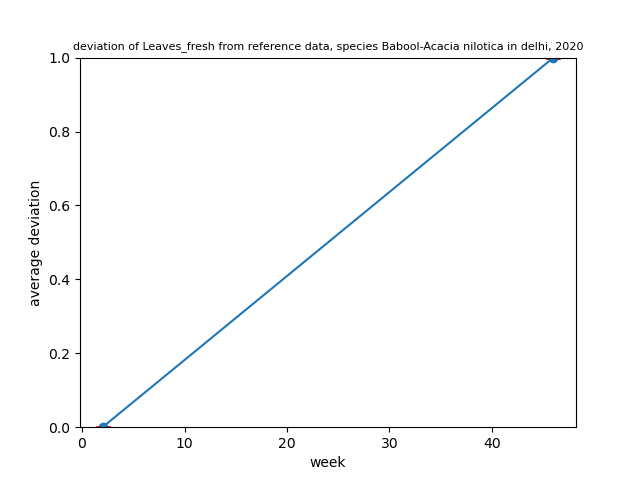 deviation of Leaves_fresh from reference data, species Babool-Acacia nilotica in delhi, 2020
1.0
0.8
0.6
0.4
0.2
0.0
average deviation
0 10 20 30 40
week